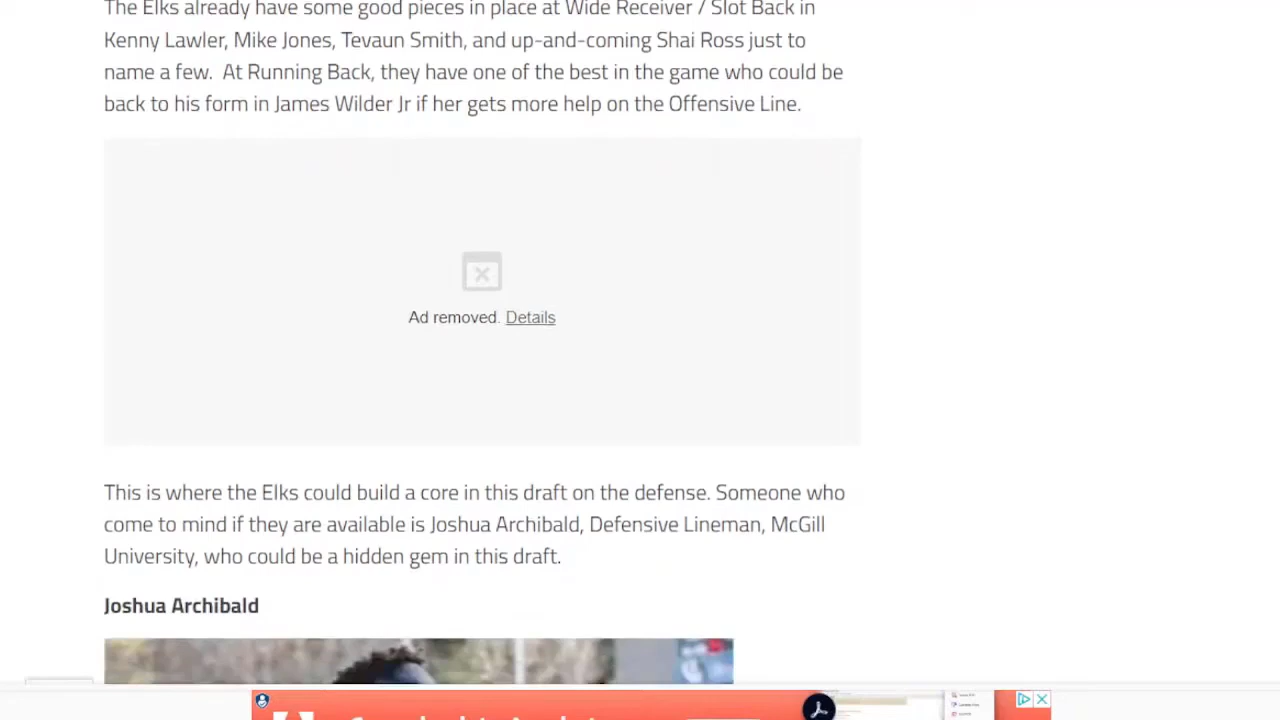 The Elks already have some good pieces in place at Wide Receiver / Slot Back in
Kenny Lawler, Mike Jones, Tevaun Smith, and up-and-coming Shai Ross just to
name a few.  At Running Back, they have one of the best in the game who could be
back to his form in James Wilder Jr if her gets more help on the Offensive Line.
Ad removed. Details
This is where the Elks could build a core in this draft on the defense. Someone who
come to mind if they are available is Joshua Archibald, Defensive Lineman, McGill
University, who could be a hidden gem in this draft.
Joshua Archibald